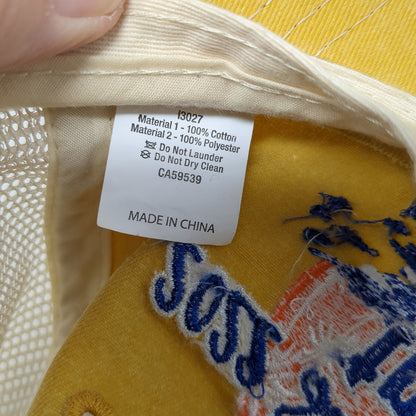 I3027
Material 1 - 100% Cotton
Material 2 - 100% Polyester
Do Not Launder
Do Not Dry Clean
CA59539
MADE IN CHINA